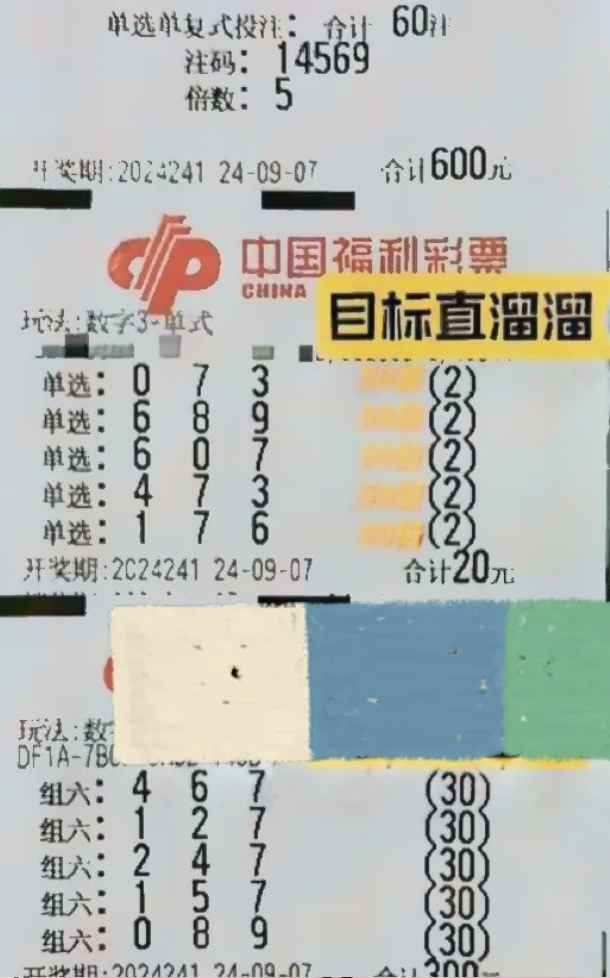 单选单复式投注： 合计 60注
注码： 14569
倍数： 5
开奖期:2024241 24-09-07 合计600元
中国福利彩票
CHINA
目标直溜溜
玩法:数字3-单式
单选: 0 7 3 (2)
单选: 6 8 9 (2)
单选: 6 0 7 (2)
单选: 4 7 3 (2)
单选: 1 7 6 (2)
开奖期:2024241 24-09-07 合计20元
玩法:数
DF1A-7B
组六: 4 6 7 (30)
组六: 1 2 7 (30)
组六: 2 4 7 (30)
组六: 1 5 7 (30)
组六: 0 8 9 (30)
开奖期:2024241 24-09-07 合计300元